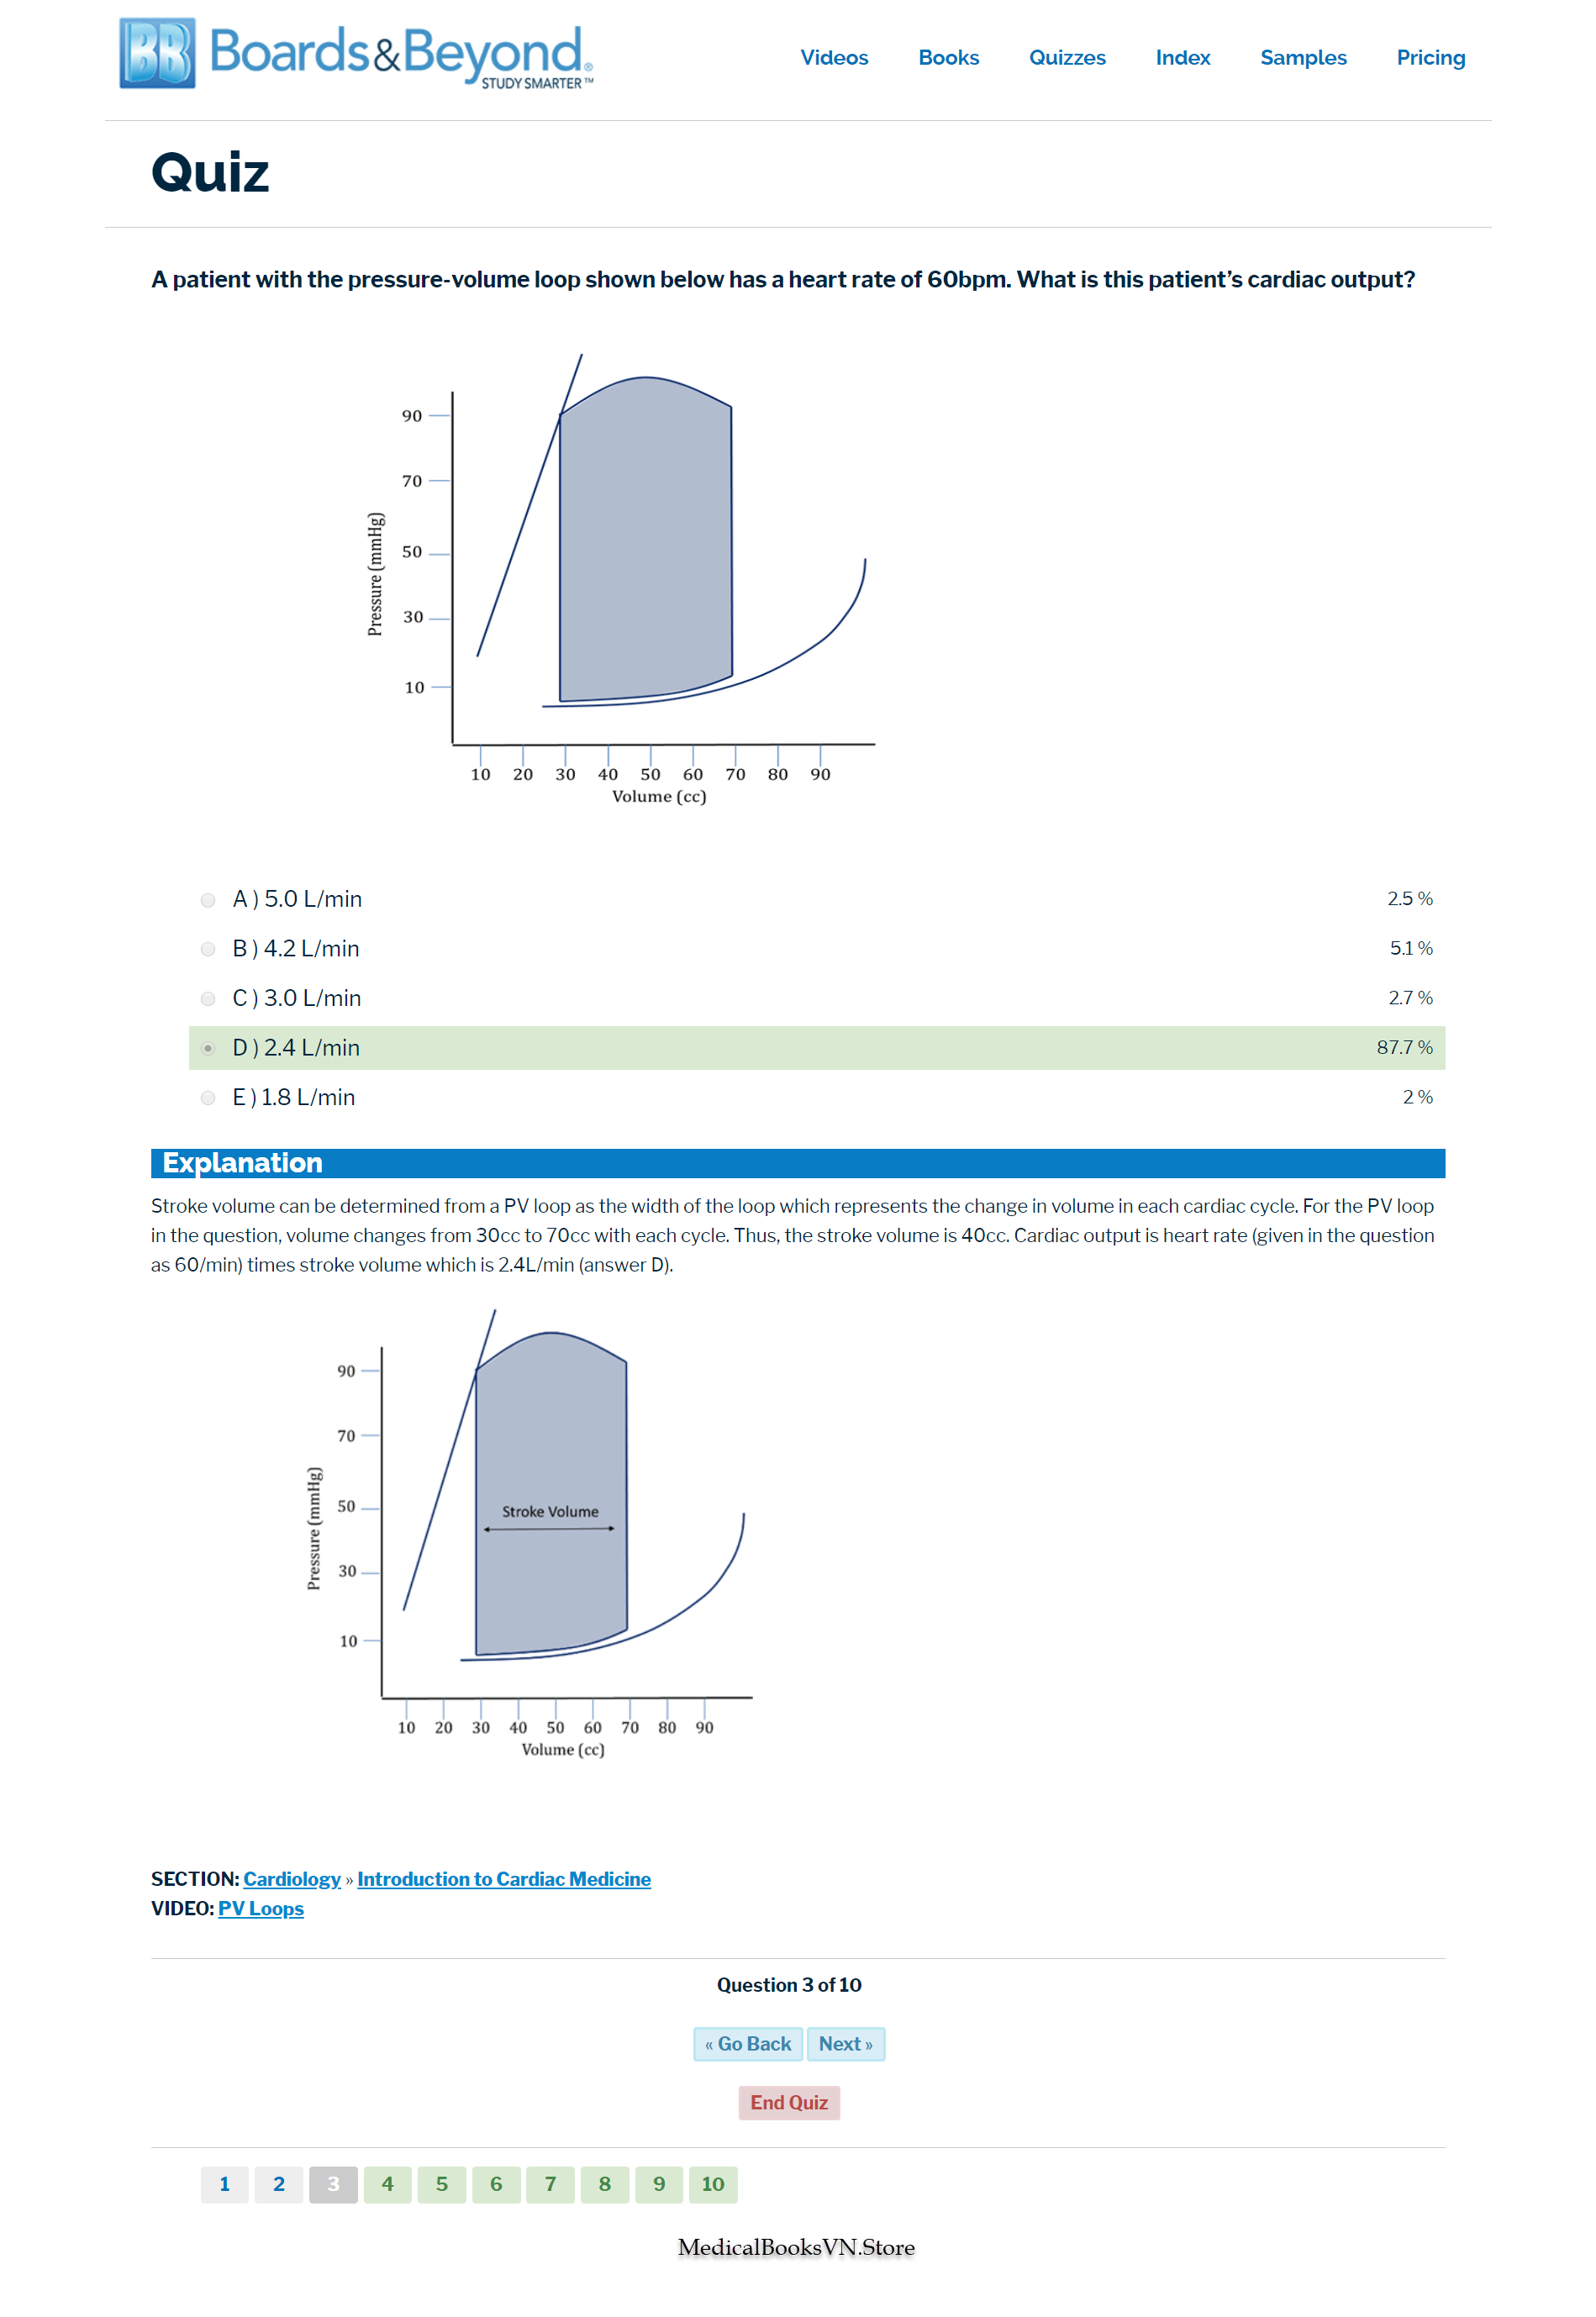 BB Boards&Beyond®
STUDY SMARTER™
Videos Books Quizzes Index Samples Pricing
Quiz
A patient with the pressure-volume loop shown below has a heart rate of 60bpm. What is this patient’s cardiac output?
90
70
50
30
10
Pressure (mmHg)
10 20 30 40 50 60 70 80 90
Volume (cc)
A ) 5.0 L/min 2.5 %
B ) 4.2 L/min 5.1 %
C ) 3.0 L/min 2.7 %
D ) 2.4 L/min 87.7 %
E ) 1.8 L/min 2 %
Explanation
Stroke volume can be determined from a PV loop as the width of the loop which represents the change in volume in each cardiac cycle. For the PV loop
in the question, volume changes from 30cc to 70cc with each cycle. Thus, the stroke volume is 40cc. Cardiac output is heart rate (given in the question
as 60/min) times stroke volume which is 2.4L/min (answer D).
90
70
50
30
10
Pressure (mmHg)
Stroke Volume
10 20 30 40 50 60 70 80 90
Volume (cc)
SECTION: Cardiology » Introduction to Cardiac Medicine
VIDEO: PV Loops
Question 3 of 10
« Go Back Next »
End Quiz
1 2 3 4 5 6 7 8 9 10
MedicalBooksVN.Store